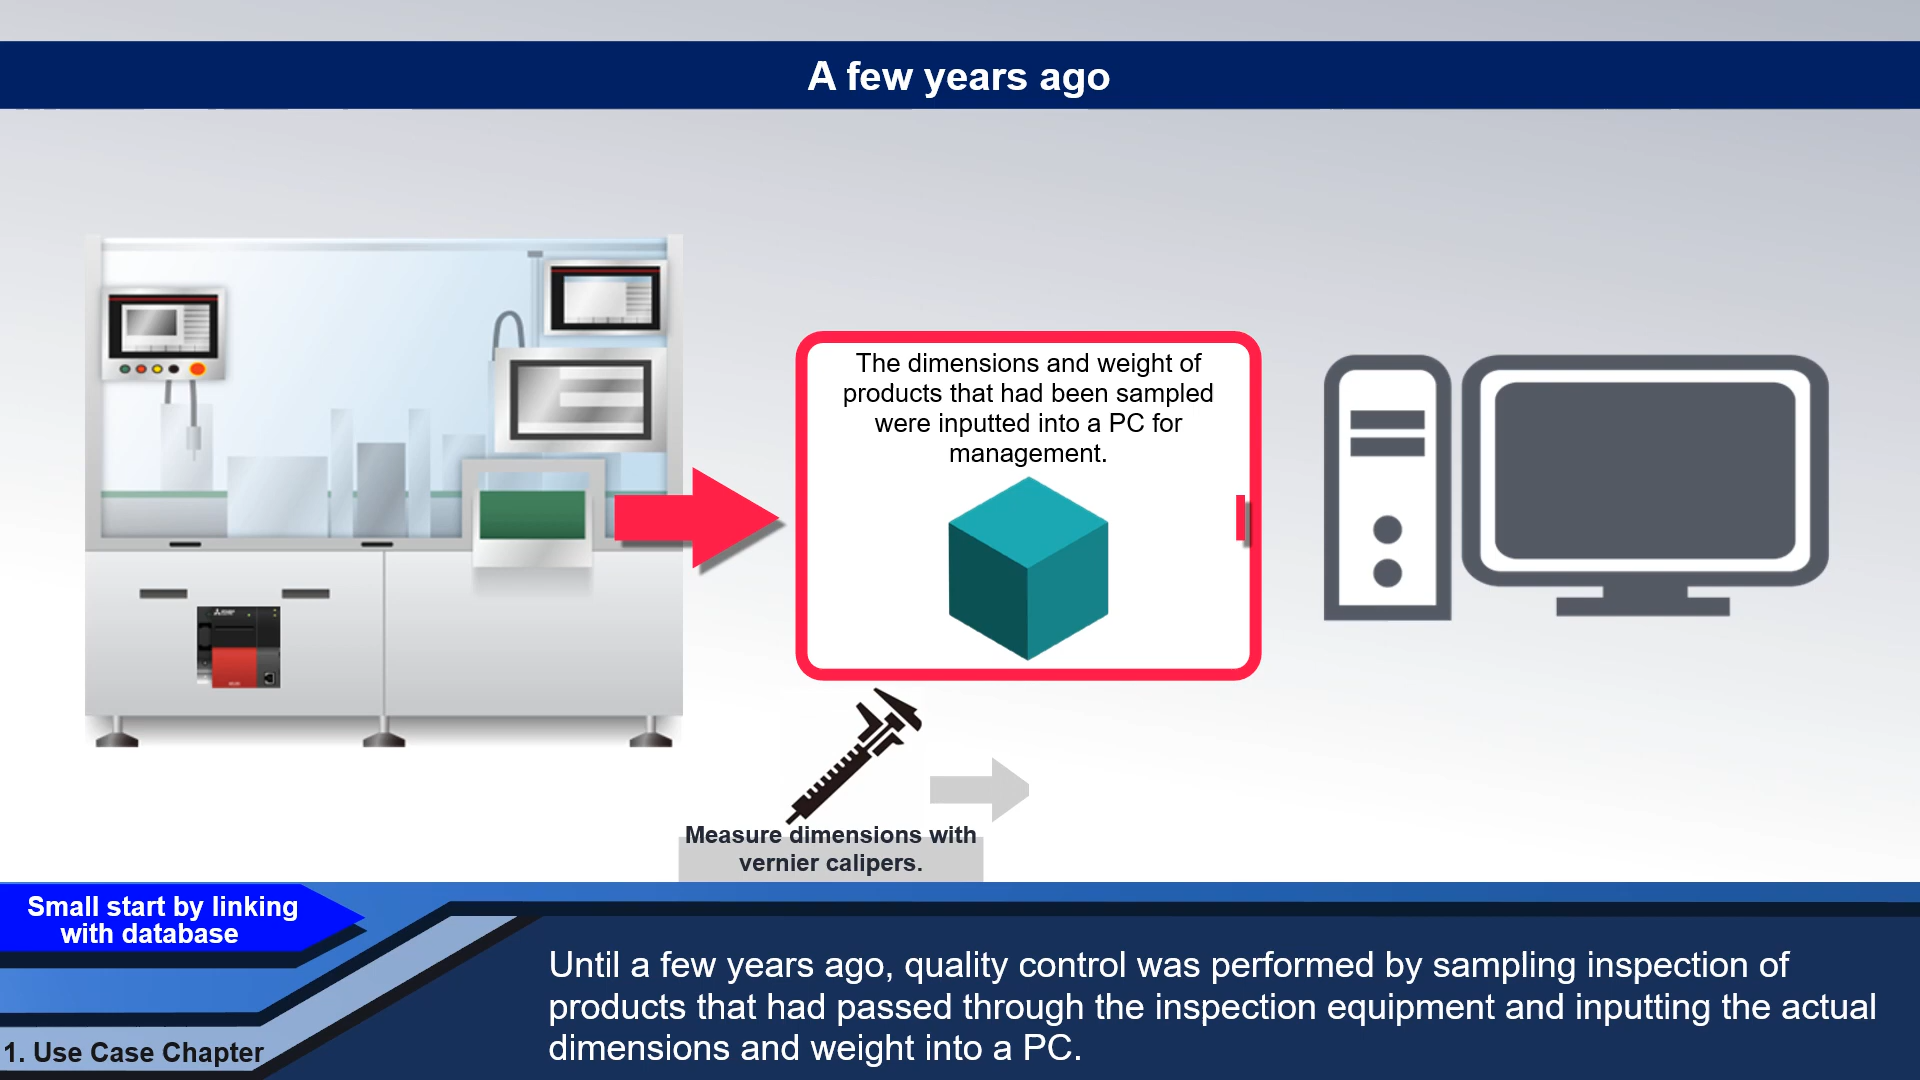 A few years ago
The dimensions and weight of
products that had been sampled
were inputted into a PC for
management.
Measure dimensions with
vernier calipers.
Small start by linking
with database
Until a few years ago, quality control was performed by sampling inspection of
products that had passed through the inspection equipment and inputting the actual
dimensions and weight into a PC.
1. Use Case Chapter